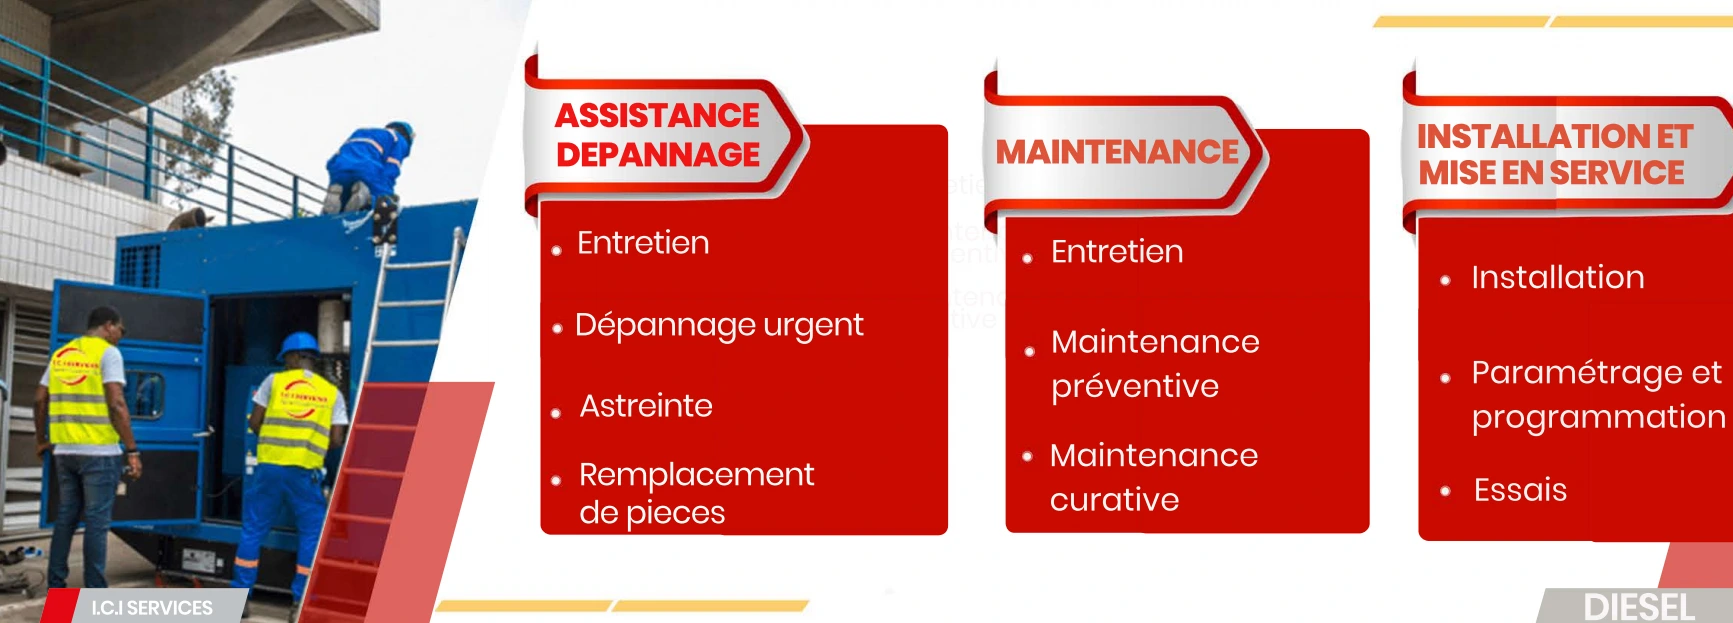 ASSISTANCE
DEPANNAGE
Entretien
Dépannage urgent
Astreinte
Remplacement
de pieces
MAINTENANCE
Entretien
Maintenance
préventive
Maintenance
curative
INSTALLATION ET
MISE EN SERVICE
Installation
Paramétrage et
programmation
Essais
I.C.I SERVICES
DIESEL